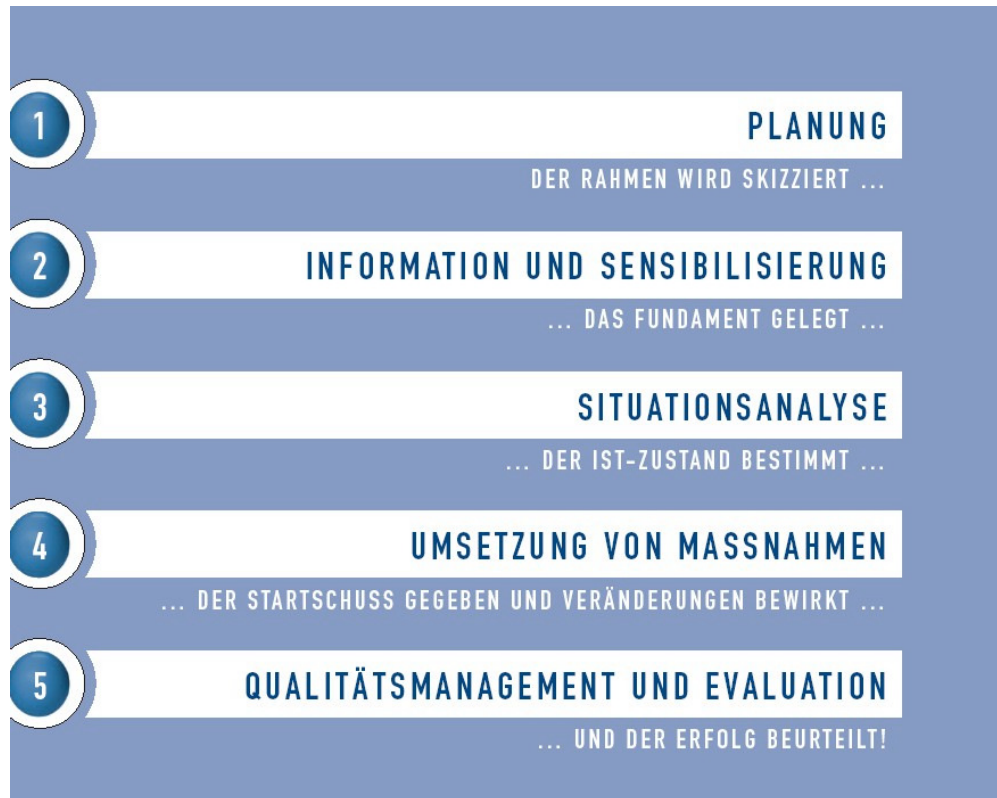 1
PLANUNG
DER RAHMEN WIRD SKIZZIERT ...
2
INFORMATION UND SENSIBILISIERUNG
... DAS FUNDAMENT GELEGT ...
3
SITUATIONSANALYSE
... DER IST-ZUSTAND BESTIMMT ...
4
UMSETZUNG VON MASSNAHMEN
... DER STARTSCHUSS GEGEBEN UND VERÄNDERUNGEN BEWIRKT ...
5
QUALITÄTSMANAGEMENT UND EVALUATION
... UND DER ERFOLG BEURTEILT!